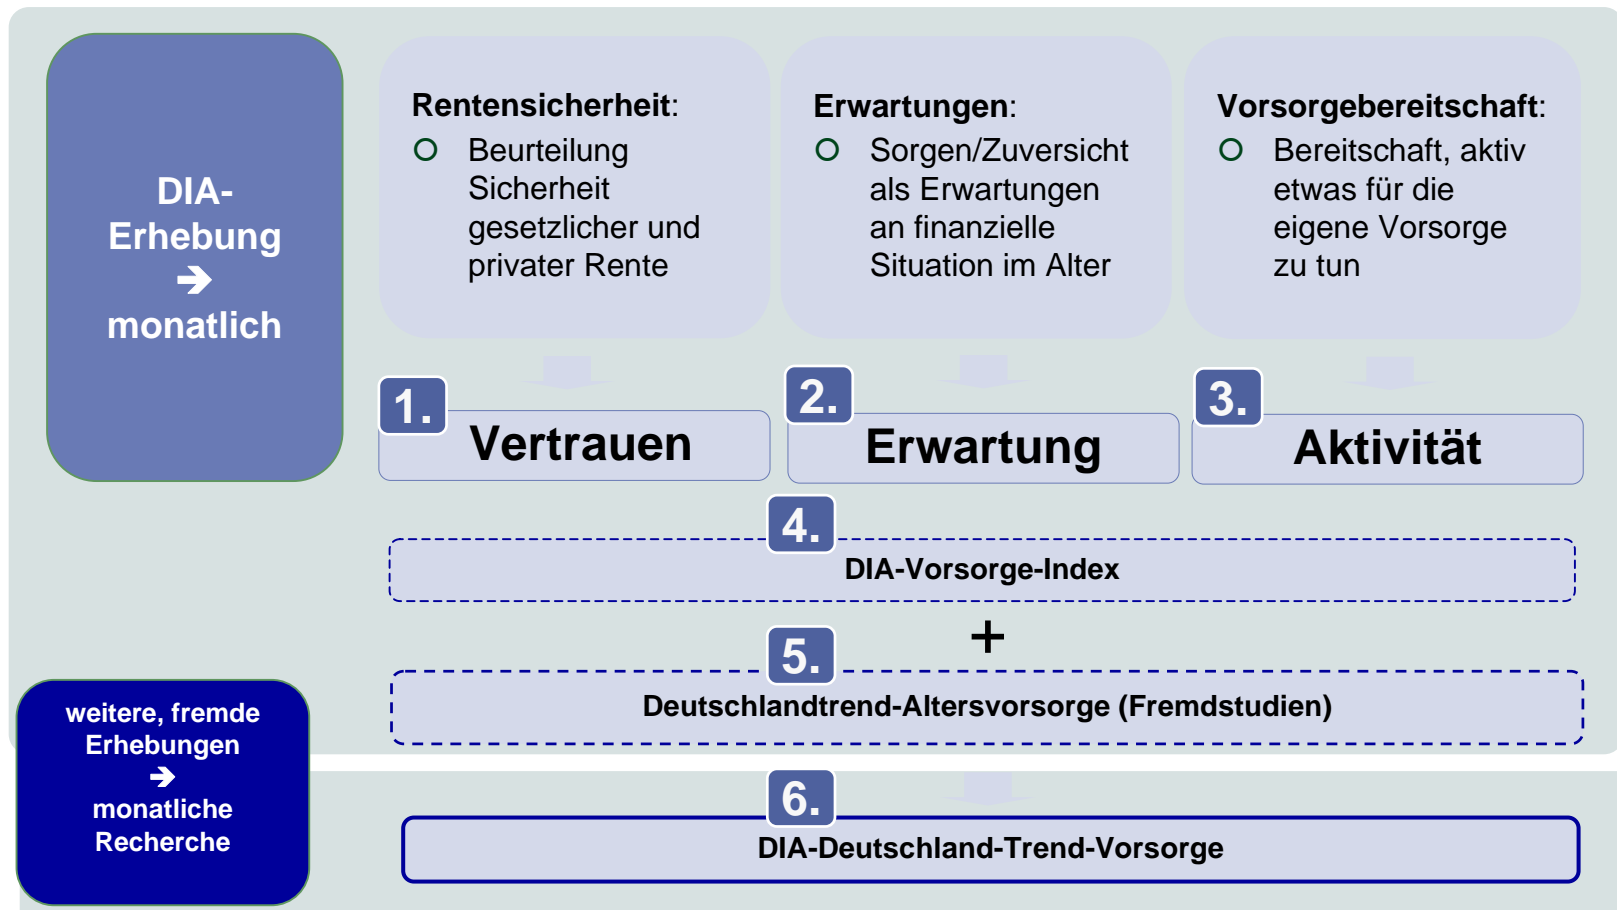 DIA-
Erhebung
➔
monatlich
Rentensicherheit:
Beurteilung
Sicherheit
gesetzlicher und
privater Rente
Erwartungen:
Sorgen/Zuversicht
als Erwartungen
an finanzielle
Situation im Alter
Vorsorgebereitschaft:
Bereitschaft, aktiv
etwas für die
eigene Vorsorge
zu tun
1.
Vertrauen
2.
Erwartung
3.
Aktivität
4.
DIA-Vorsorge-Index
+
5.
Deutschlandtrend-Altersvorsorge (Fremdstudien)
weitere, fremde
Erhebungen
➔
monatliche
Recherche
6.
DIA-Deutschland-Trend-Vorsorge